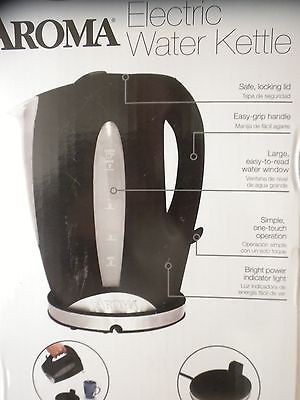 AROMA® Electric
Water Kettle
Safe, locking lid
Tapa de seguridad
Easy-grip handle
Manija de fácil agarre
Large,
easy-to-read
water window
Ventana de nivel
de agua grande
Simple,
one-touch
operation
Operación simple
con un solo toque
Bright power
indicator light
Luz indicadora de
energía fácil de ver
AROMA